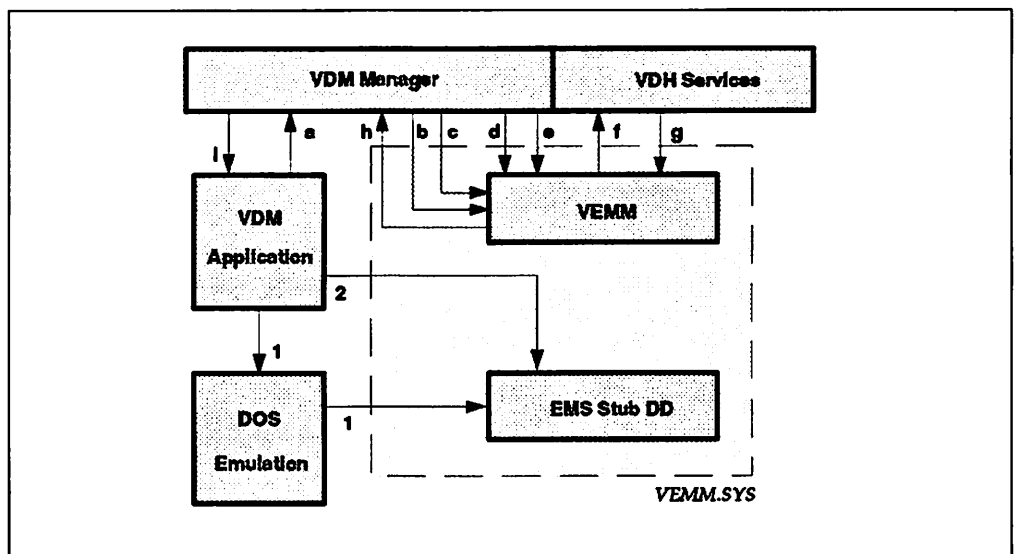 VDM Manager
VDH Services
i
a
h
b
c
d
e
f
g
VDM
Application
VEMM
2
1
DOS
Emulation
1
EMS Stub DD
VEMM.SYS